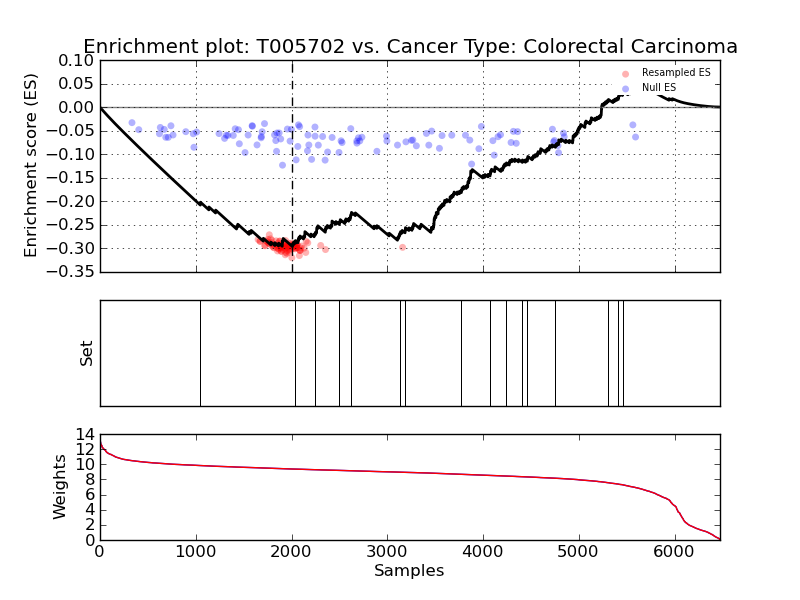 Enrichment plot: T005702 vs. Cancer Type: Colorectal Carcinoma
Enrichment score (ES)
0.10
0.05
0.00
−0.05
−0.10
−0.15
−0.20
−0.25
−0.30
−0.35
Resampled ES
Null ES
Set
Weights
14
12
10
8
6
4
2
0
0 1000 2000 3000 4000 5000 6000
Samples